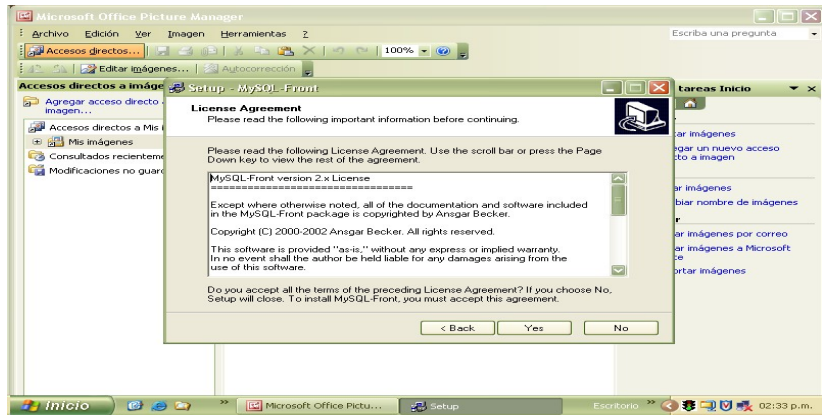 Microsoft Office Picture Manager
Archivo Edición Ver Imagen Herramientas ?
Escriba una pregunta
Accesos directos...
100%
Editar imágenes...
Autocorrección
Accesos directos a imáge
Agregar acceso directo
imagen...
Accesos directos a Mis i
Mis imágenes
Consultados recienteme
Modificaciones no guard
Setup - MySQL-Front
License Agreement
Please read the following important information before continuing.
Please read the following License Agreement. Use the scroll bar or press the Page
Down key to view the rest of the agreement.
MySQL-Front version 2.x License
================================
Except where otherwise noted, all of the documentation and software included
in the MySQL-Front package is copyrighted by Ansgar Becker.
Copyright (C) 2000-2002 Ansgar Becker. All rights reserved.
This software is provided "as-is," without any express or implied warranty.
In no event shall the author be held liable for any damages arising from the
use of this software.
Do you accept all the terms of the preceding License Agreement? If you choose No,
Setup will close. To install MySQL-Front, you must accept this agreement.
< Back
Yes
No
tareas Inicio
car imágenes
egar un nuevo acceso
cto a imagen
ar imágenes
biar nombre de imágenes
r
ar imágenes por correo
ar imágenes a Microsoft
ce
ortar imágenes
Inicio
Microsoft Office Pictu...
Setup
Escritorio
02:33 p.m.